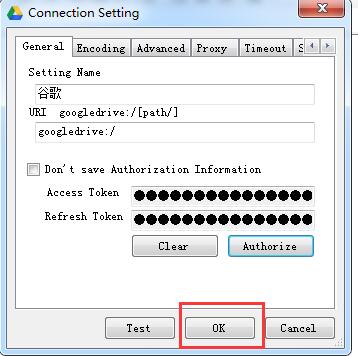 Connection Setting
General Encoding Advanced Proxy Timeout S
Setting Name
谷歌
URI googledrive:/[path/]
googledrive:/
Don't save Authorization Information
Access Token ●●●●●●●●●●●●●●●
Refresh Token ●●●●●●●●●●●●●●●
Clear Authorize
Test OK Cancel